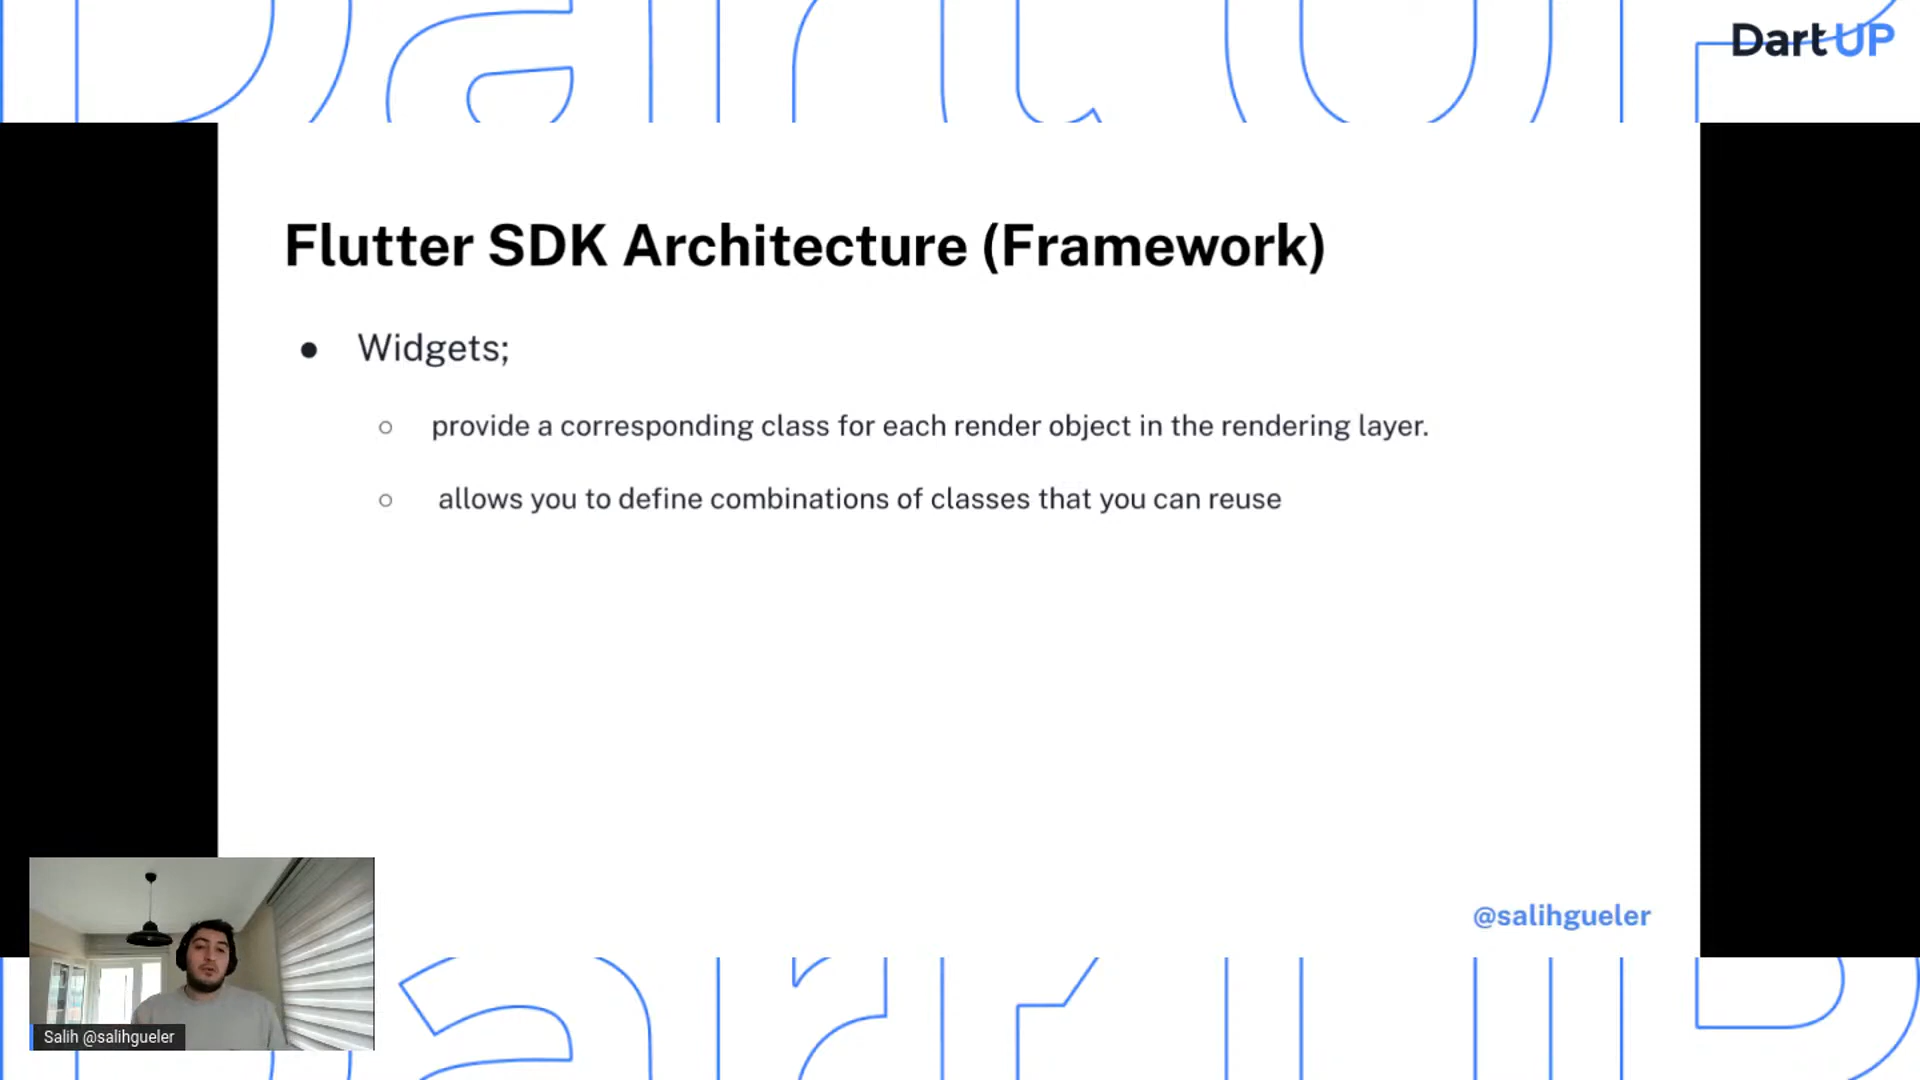 Dart UP
Flutter SDK Architecture (Framework)
● Widgets;
○ provide a corresponding class for each render object in the rendering layer.
○ allows you to define combinations of classes that you can reuse
@salihgueler
Salih @salihgueler